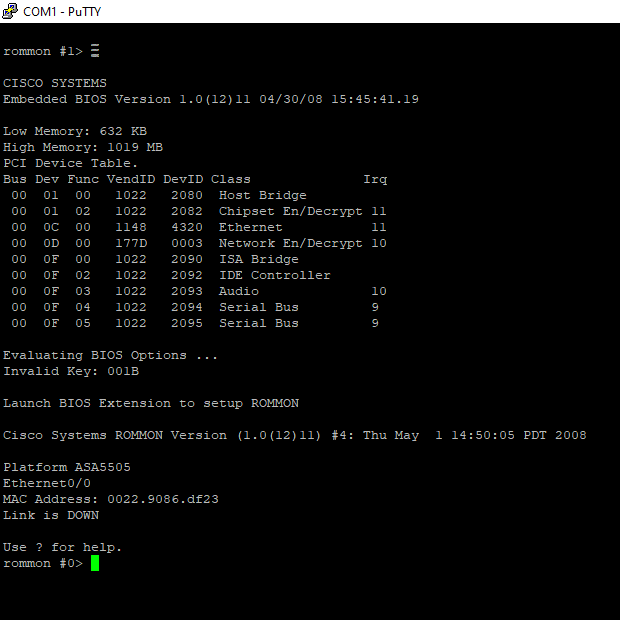 COM1 - PuTTY
rommon #1>
CISCO SYSTEMS
Embedded BIOS Version 1.0(12)11 04/30/08 15:45:41.19
Low Memory: 632 KB
High Memory: 1019 MB
PCI Device Table.
Bus Dev Func VendID DevID Class Irq
00 01 00 1022 2080 Host Bridge
00 01 02 1022 2082 Chipset En/Decrypt 11
00 0C 00 1148 4320 Ethernet 11
00 0D 00 177D 0003 Network En/Decrypt 10
00 0F 00 1022 2090 ISA Bridge
00 0F 02 1022 2092 IDE Controller
00 0F 03 1022 2093 Audio 10
00 0F 04 1022 2094 Serial Bus 9
00 0F 05 1022 2095 Serial Bus 9
Evaluating BIOS Options ...
Invalid Key: 001B
Launch BIOS Extension to setup ROMMON
Cisco Systems ROMMON Version (1.0(12)11) #4: Thu May  1 14:50:05 PDT 2008
Platform ASA5505
Ethernet0/0
MAC Address: 0022.9086.df23
Link is DOWN
Use ? for help.
rommon #0>